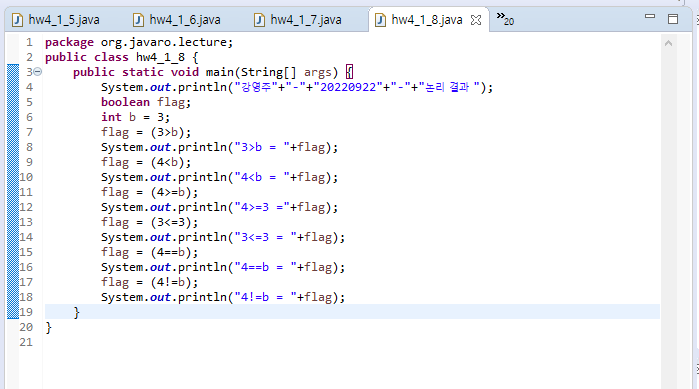 hw4_1_5.java hw4_1_6.java hw4_1_7.java hw4_1_8.java 20
1 package org.javaro.lecture;
2 public class hw4_1_8 {
3 public static void main(String[] args) {
4 System.out.println("강영주"+"-"+"20220922"+"-"+"논리 결과 ");
5 boolean flag;
6 int b = 3;
7 flag = (3>b);
8 System.out.println("3>b = "+flag);
9 flag = (4<b);
10 System.out.println("4<b = "+flag);
11 flag = (4>=b);
12 System.out.println("4>=3 ="+flag);
13 flag = (3<=3);
14 System.out.println("3<=3 = "+flag);
15 flag = (4==b);
16 System.out.println("4==b = "+flag);
17 flag = (4!=b);
18 System.out.println("4!=b = "+flag);
19 }
20 }
21